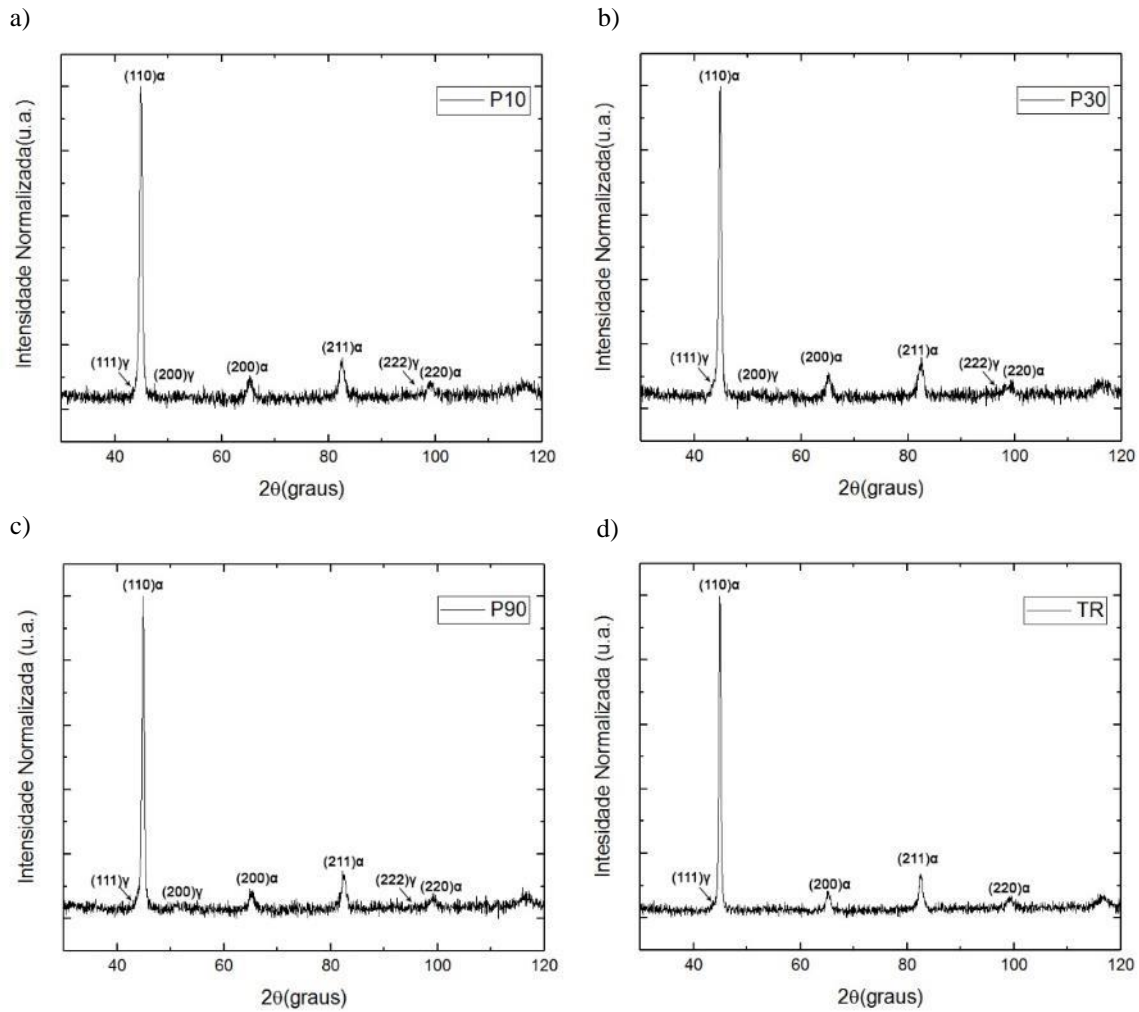 a)
Intensidade Normalizada(u.a.)
(110)α
P10
(111)γ
(200)γ
(200)α
(211)α
(222)γ
(220)α
40 60 80 100 120
2θ(graus)
b)
Intensidade Normalizada(u.a.)
(110)α
P30
(111)γ
(200)γ
(200)α
(211)α
(222)γ
(220)α
40 60 80 100 120
2θ(graus)
c)
Intensidade Normalizada (u.a.)
(110)α
P90
(111)γ
(200)γ
(200)α
(211)α
(222)γ
(220)α
40 60 80 100 120
2θ(graus)
d)
Intesidade Normalizada (u.a.)
(110)α
TR
(111)γ
(200)α
(211)α
(220)α
40 60 80 100 120
2θ(graus)